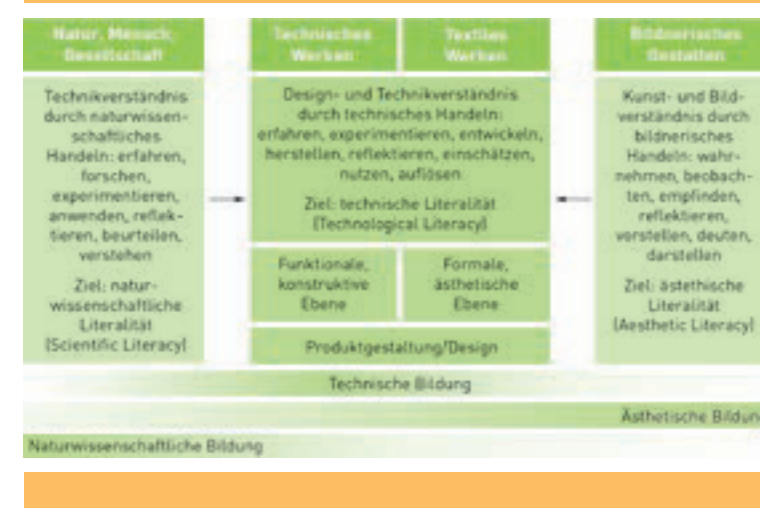 Natur, Mensch,
Gesellschaft
Technikverständnis
durch naturwissen-
schaftliches
Handeln: erfahren,
forschen,
experimentieren,
anwenden, reflek-
tieren, beurteilen,
verstehen
Ziel: natur-
wissenschaftliche
Literalität
(Scientific Literacy)
Technisches
Werken
Textiles
Werken
Design- und Technikverständnis
durch technisches Handeln:
erfahren, experimentieren, entwickeln,
herstellen, reflektieren, einschätzen,
nutzen, auflösen
Ziel: technische Literalität
(Technological Literacy)
Funktionale,
konstruktive
Ebene
Formale,
ästhetische
Ebene
Produktgestaltung/Design
Bildnerisches
Gestalten
Kunst- und Bild-
verständnis durch
bildnerisches
Handeln: wahr-
nehmen, beobach-
ten, empfinden,
reflektieren,
vorstellen, deuten,
darstellen
Ziel: ästethische
Literalität
(Aesthetic Literacy)
Technische Bildung
Ästhetische Bildun
Naturwissenschaftliche Bildung